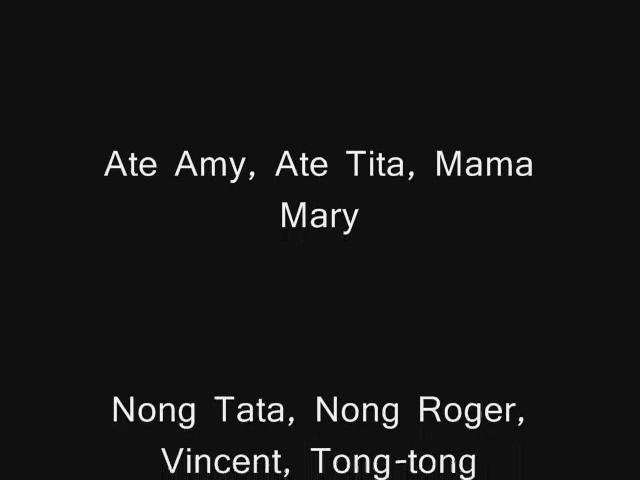 Ate Amy, Ate Tita, Mama
Mary
Nong Tata, Nong Roger,
Vincent, Tong-tong